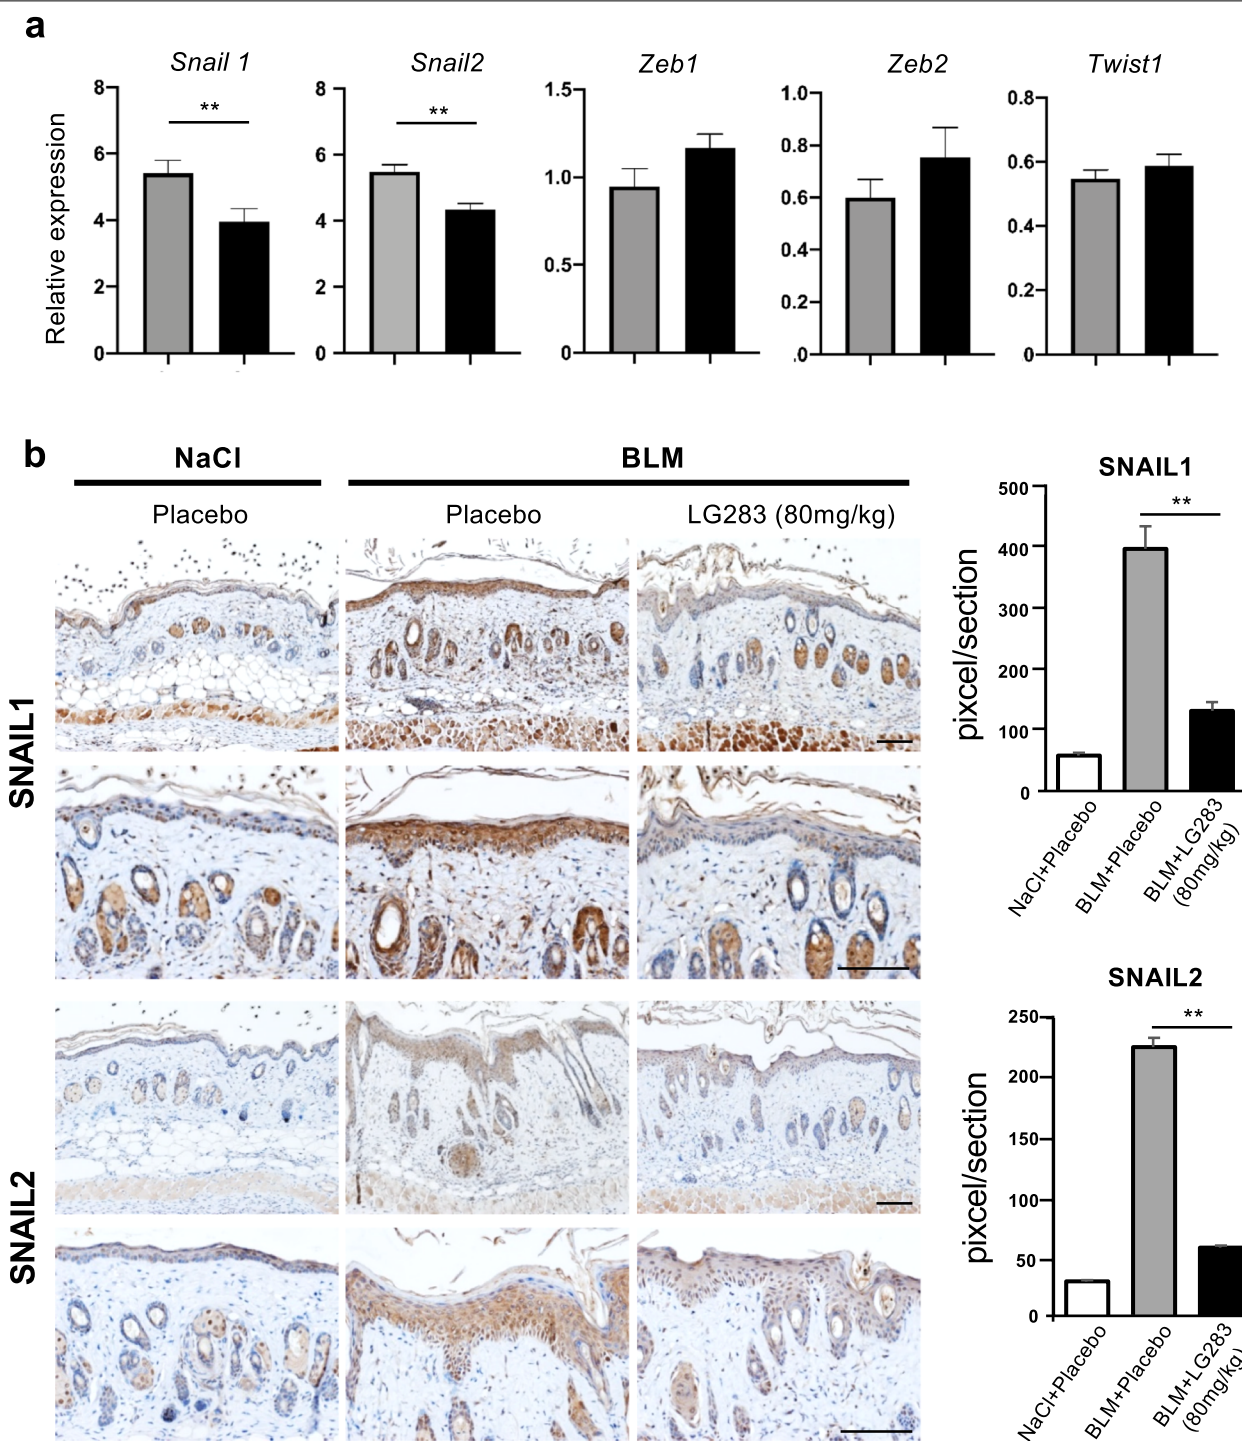 a
Snail 1
Snail2
Zeb1
Zeb2
Twist1
Relative expression
8
6
4
2
0
**
8
6
4
2
0
**
1.5
1.0
0.5
0
1.0
0.8
0.6
0.4
0.2
.0
0.8
0.6
0.4
0.2
0
b
NaCl
BLM
Placebo
Placebo
LG283 (80mg/kg)
SNAIL1
SNAIL2
SNAIL1
pixcel/section
500
400
300
200
100
0
**
NaCl+Placebo
BLM+Placebo
BLM+LG283
(80mg/kg)
SNAIL2
pixcel/section
250
200
150
100
50
0
**
NaCl+Placebo
BLM+Placebo
BLM+LG283
(80mg/kg)